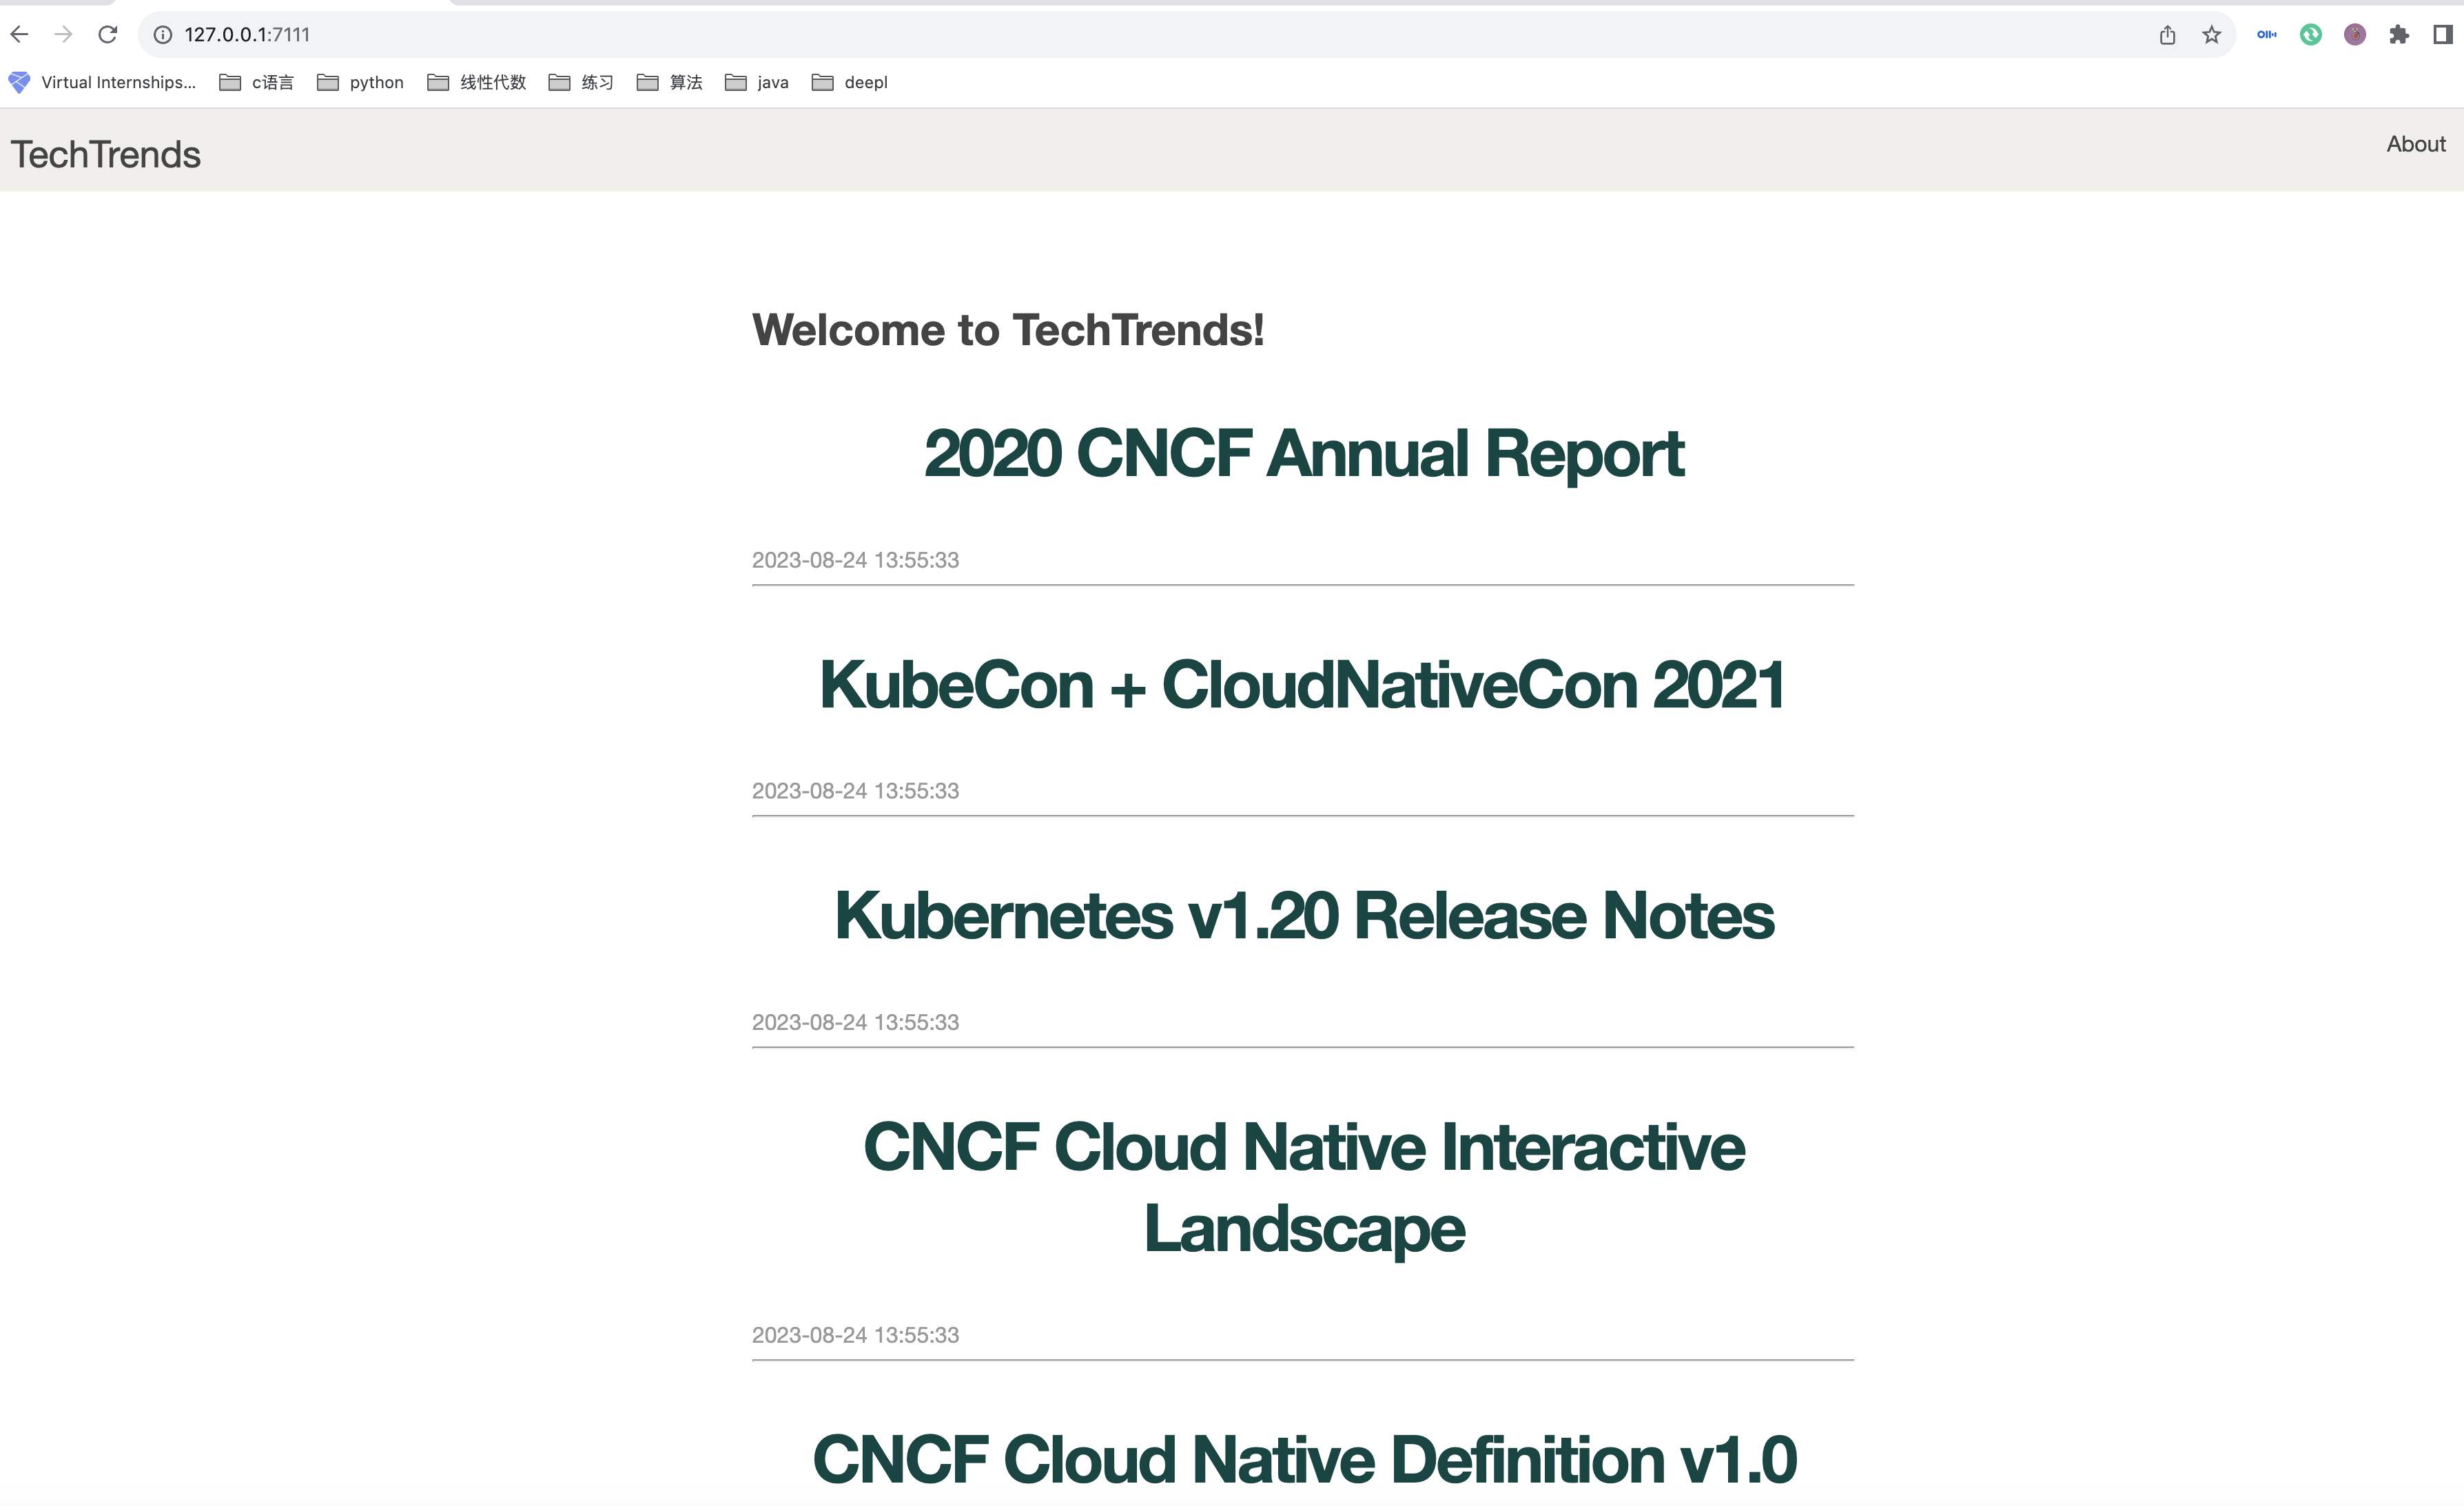 127.0.0.1:7111
Virtual Internships...
c语言
python
线性代数
练习
算法
java
deepl
TechTrends
About
Welcome to TechTrends!
2020 CNCF Annual Report
2023-08-24 13:55:33
KubeCon + CloudNativeCon 2021
2023-08-24 13:55:33
Kubernetes v1.20 Release Notes
2023-08-24 13:55:33
CNCF Cloud Native Interactive
Landscape
2023-08-24 13:55:33
CNCF Cloud Native Definition v1.0